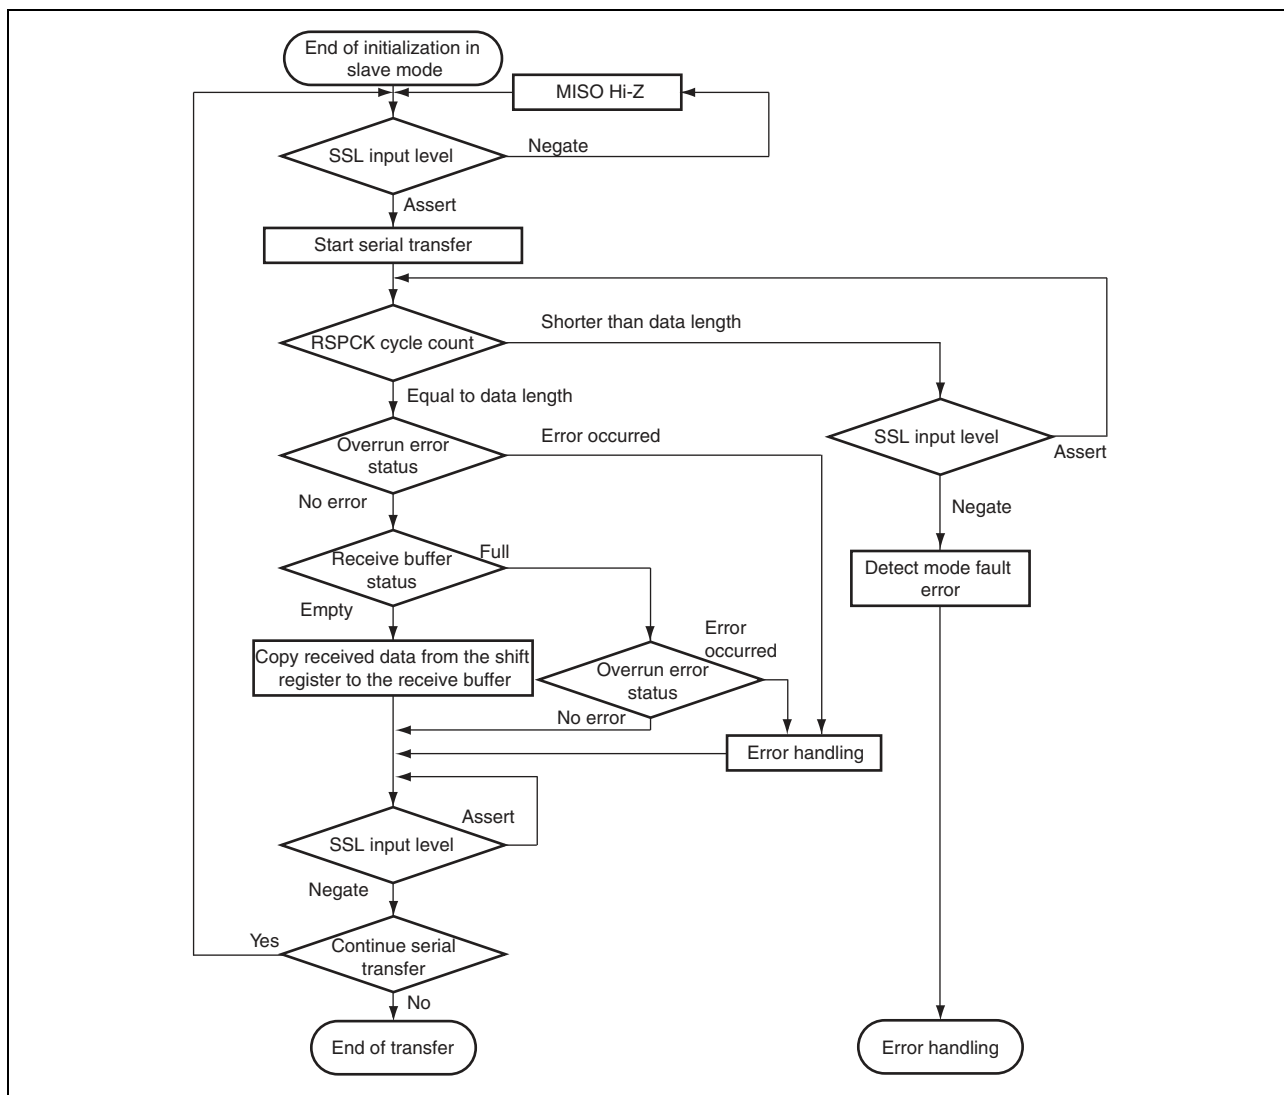 End of initialization in
slave mode
MISO Hi-Z
SSL input level
Negate
Assert
Start serial transfer
RSPCK cycle count
Shorter than data length
Equal to data length
SSL input level
Assert
Overrun error
status
Error occurred
No error
Negate
Receive buffer
status
Full
Detect mode fault
error
Empty
Copy received data from the shift
register to the receive buffer
Error
occurred
Overrun error
status
No error
Error handling
SSL input level
Assert
Negate
Yes
Continue serial
transfer
No
End of transfer
Error handling